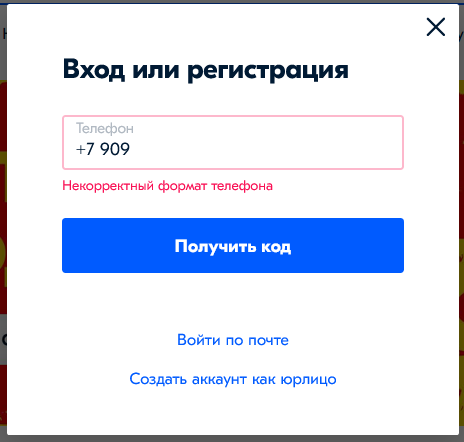 Вход или регистрация
Телефон
+7 909
Некорректный формат телефона
Получить код
Войти по почте
Создать аккаунт как юрлицо